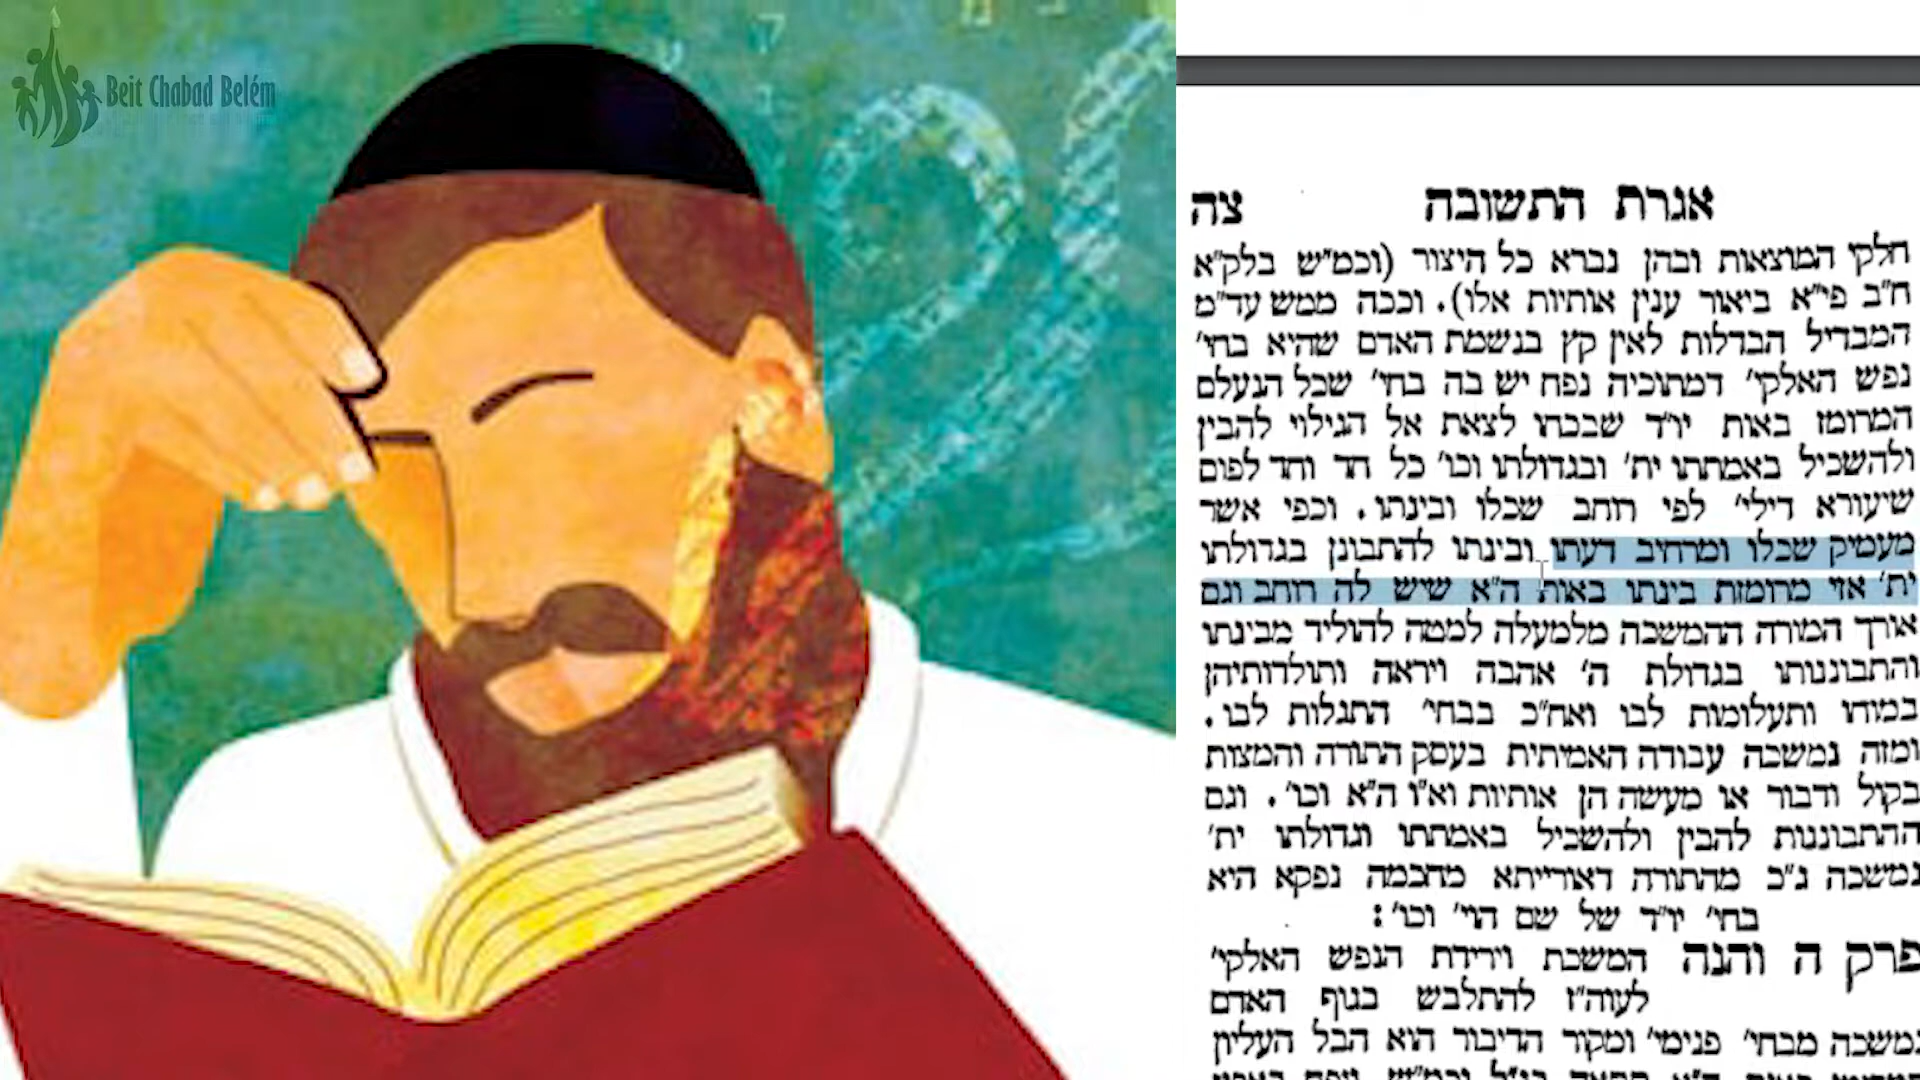 Beit Chabad Belém
אגרת התשובה צה
חלקי המוצאות ובהן נברא כל היצור (וכמ״ש בלק״א
ח״ב פי״א ביאור ענין אותיות אלו). וככה ממש עד״מ
המבדיל הבדלות לאין קץ בנשמת האדם שהיא בחי׳
נפש האלקי׳ דמתוכיה נפח יש בה בחי׳ שכל הנעלם
המרומז באות יו״ד שבכחו לצאת אל הגילוי להבין
ולהשכיל באמתתו ית׳ ובגדולתו וכו׳ כל חד וחד לפום
שיעורא דילי׳ לפי רוחב שכלו ובינתו. וכפי אשר
מעמיק שכלו ומרחיב דעתו ובינתו להתבונן בגדולתו
ית׳ אזי מרומזת בינתו באות ה״א שיש לה רוחב וגם
אורך המורה ההמשכה מלמעלה למטה להוליד מבינתו
והתבוננותו בגדולת ה׳ אהבה ויראה ותולדותיהן
במוחו ותעלומות לבו ואח״כ בבחי׳ התגלות לבו.
ומזה נמשכה עבודה האמיתית בעסק התורה והמצות
בקול ודבור או מעשה הן אותיות וא״ו ה״א וכו׳. וגם
ההתבוננות להבין ולהשכיל באמתתו וגדולתו ית׳
נמשכה ג״כ מהתורה דאורייתא מחכמה נפקא היא
בחי׳ יו״ד של שם הוי׳ וכו׳:
פרק ה והנה המשכת וירידת הנפש האלקי׳
לעוה״ז להתלבש בגוף האדם
נמשכה מבחי׳ פנימי׳ ומקור הדיבור הוא הבל העליון